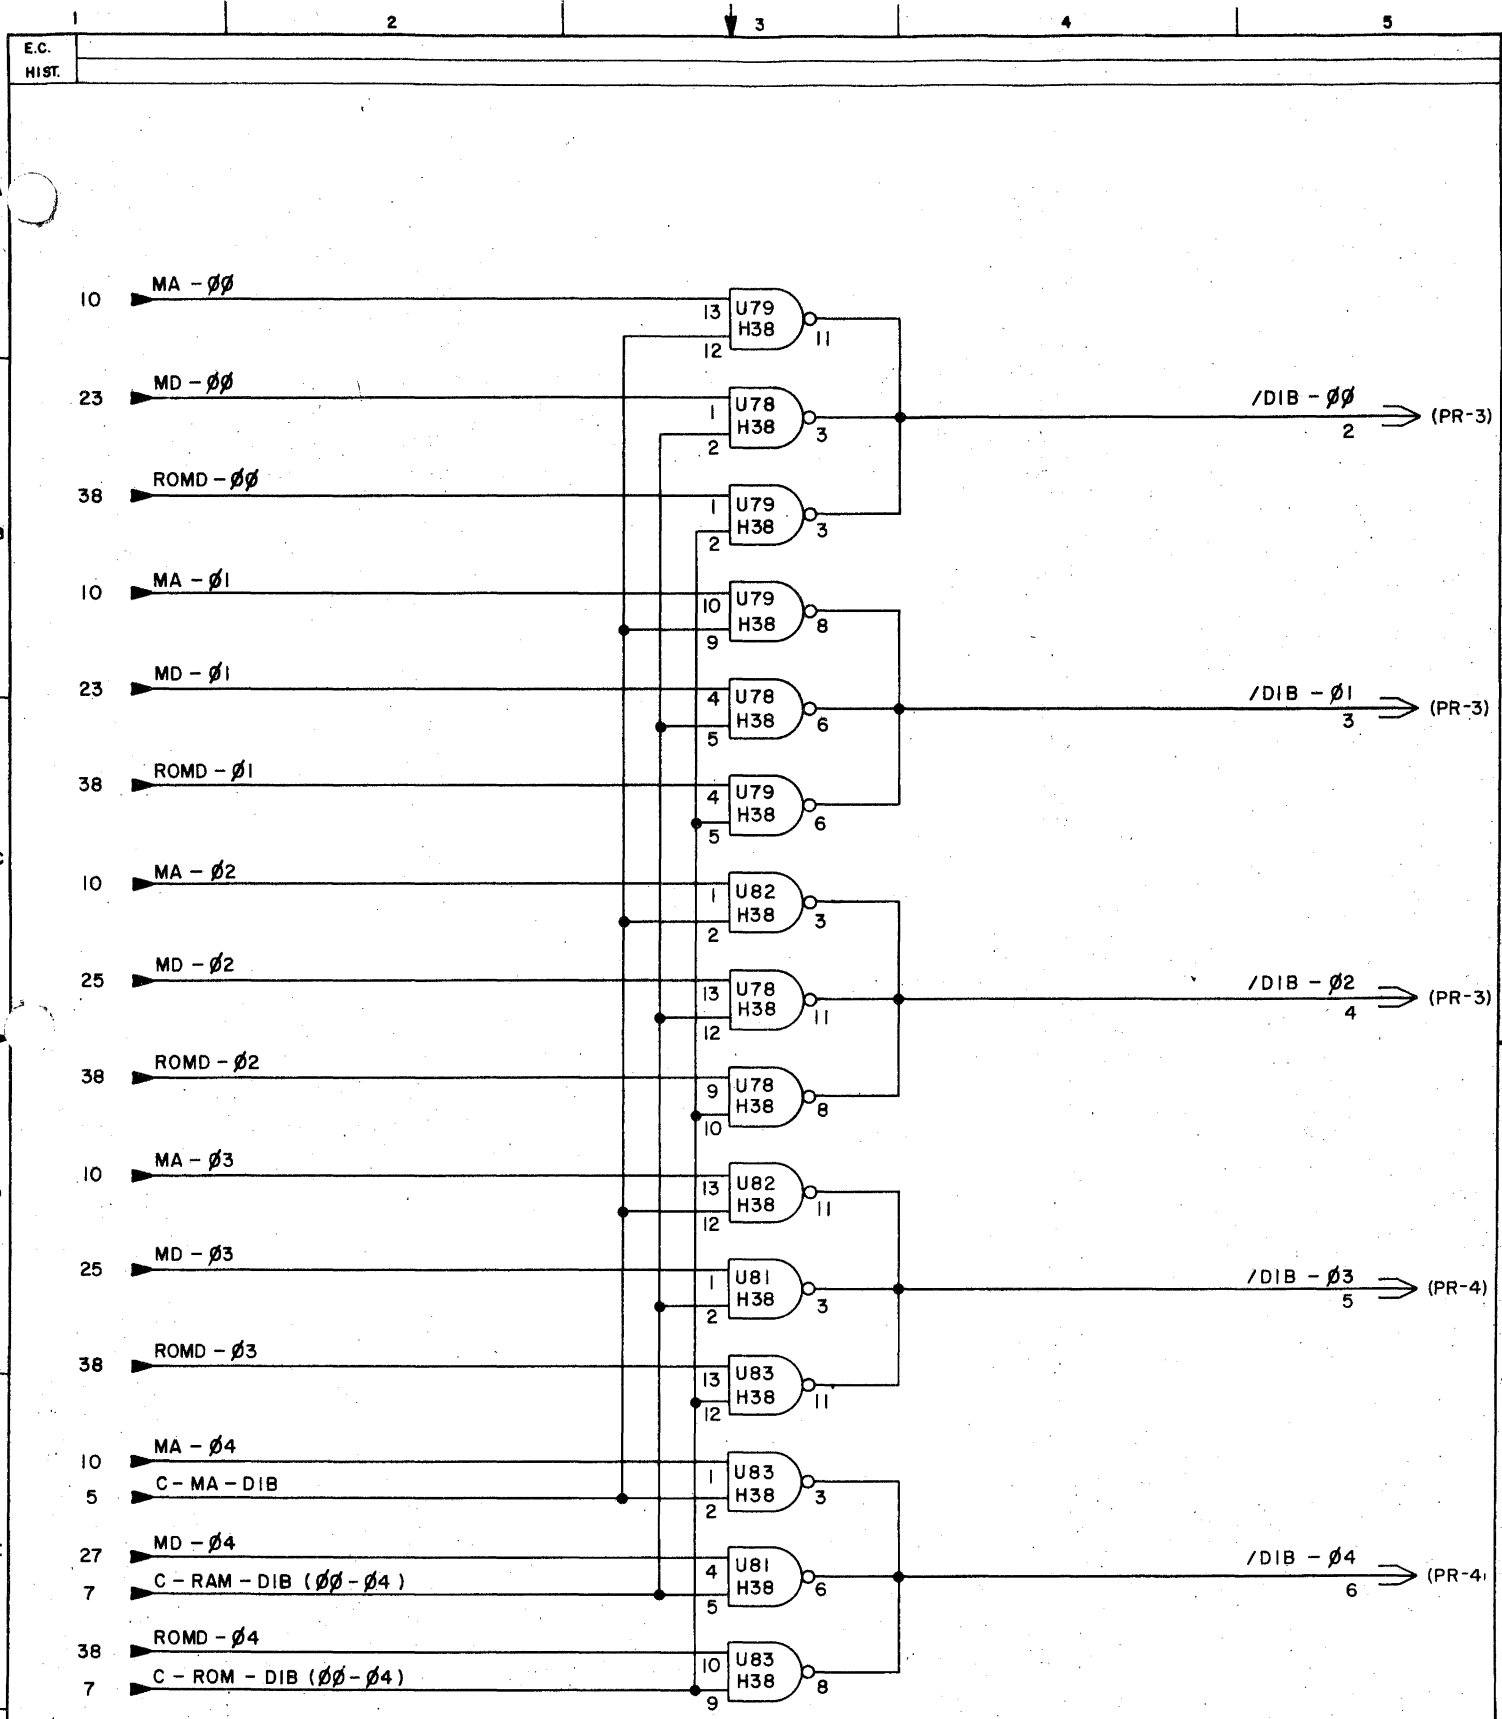 1 2 3 4 5
E.C.
HIST.
MA - ØØ
10 13 U79
H38 11
12
MD - ØØ
23 1 U78 /DIB - ØØ (PR-3)
H38 3 2
2
ROMD - ØØ
38 1 U79
H38 3
2
MA - Ø1
10 10 U79
H38 8
9
MD - Ø1
23 4 U78 /DIB - Ø1 (PR-3)
H38 6 3
5
ROMD - Ø1
38 4 U79
H38 6
5
MA - Ø2
10 1 U82
H38 3
2
MD - Ø2
25 13 U78 /DIB - Ø2 (PR-3)
H38 11 4
12
ROMD - Ø2
38 9 U78
H38 8
10
MA - Ø3
10 13 U82
H38 11
12
MD - Ø3
25 1 U81 /DIB - Ø3 (PR-4)
H38 3 5
2
ROMD - Ø3
38 13 U83
H38 11
12
MA - Ø4
10 1 U83
C - MA - DIB
5 H38 3
2
MD - Ø4
27 4 U81 /DIB - Ø4 (PR-4)
C - RAM - DIB (ØØ - Ø4)
7 H38 6 6
5
ROMD - Ø4
38 10 U83
C - ROM - DIB (ØØ - Ø4)
7 H38 8
9